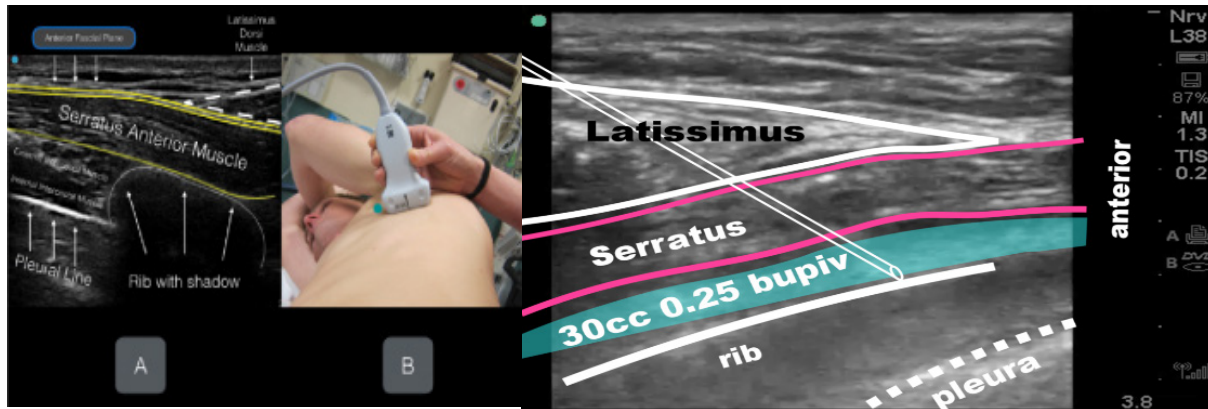 Anterior Fascial Plane
Latissimus
Dorsi
Muscle
Serratus Anterior Muscle
Pleural Line
Rib with shadow
A
B
Latissimus
Serratus
30cc 0.25 bupiv
rib
pleura
anterior
Nrv
L38
87%
MI
1.3
TIS
0.2
A
B DVD
3.8